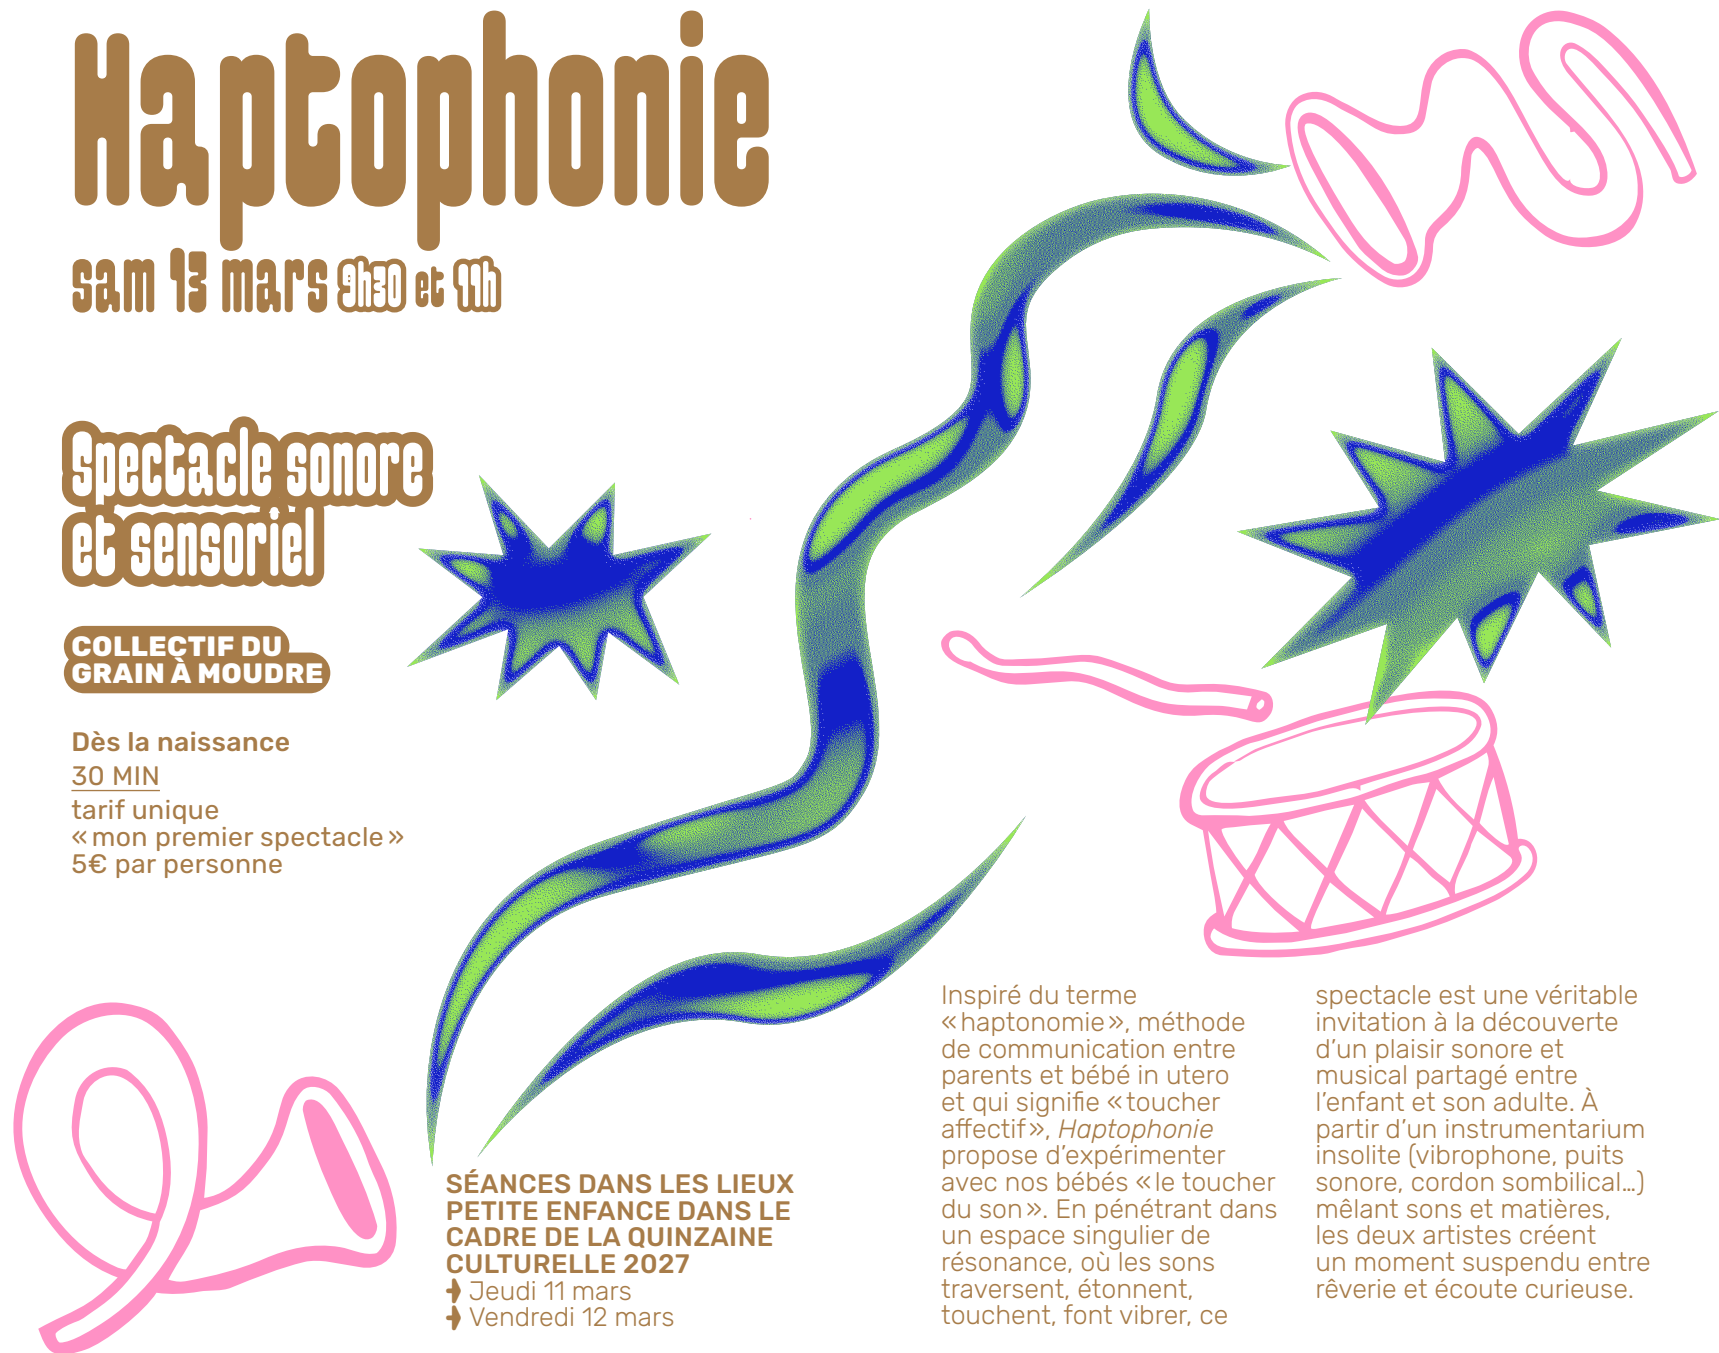 Haptophonie
sam 13 mars 9h30 et 11h
Spectacle sonore
et sensoriel
COLLECTIF DU
GRAIN À MOUDRE
Dès la naissance
30 MIN
tarif unique
« mon premier spectacle »
5€ par personne
SÉANCES DANS LES LIEUX
PETITE ENFANCE DANS LE
CADRE DE LA QUINZAINE
CULTURELLE 2027
➜ Jeudi 11 mars
➜ Vendredi 12 mars
Inspiré du terme
« haptonomie », méthode
de communication entre
parents et bébé in utero
et qui signifie « toucher
affectif », Haptophonie
propose d’expérimenter
avec nos bébés « le toucher
du son ». En pénétrant dans
un espace singulier de
résonance, où les sons
traversent, étonnent,
touchent, font vibrer, ce
spectacle est une véritable
invitation à la découverte
d’un plaisir sonore et
musical partagé entre
l’enfant et son adulte. À
partir d’un instrumentarium
insolite (vibrophone, puits
sonore, cordon sombilical…)
mêlant sons et matières,
les deux artistes créent
un moment suspendu entre
rêverie et écoute curieuse.